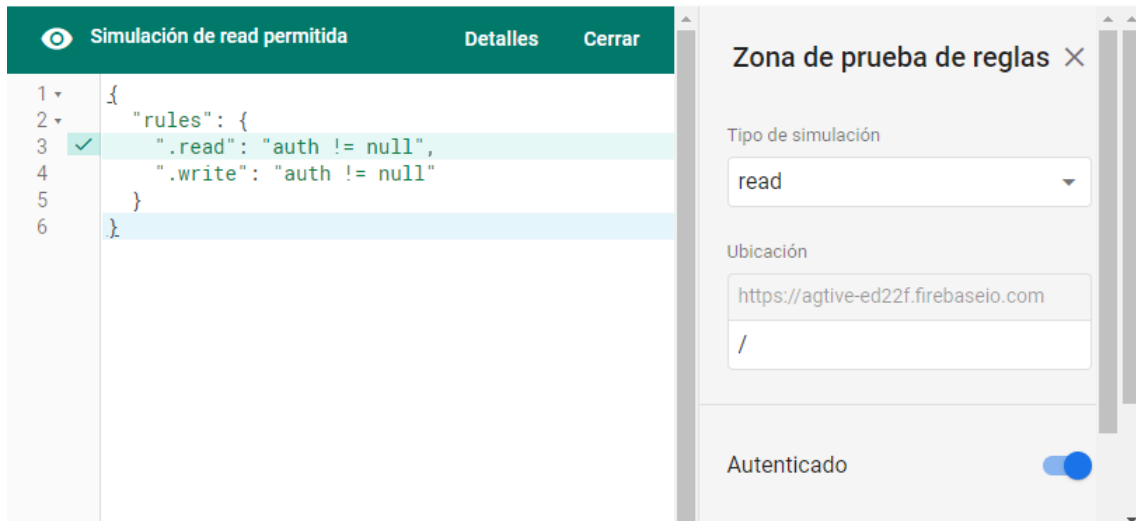 Simulación de read permitida Detalles Cerrar
1 {
2 "rules": {
3 ".read": "auth != null",
4 ".write": "auth != null"
5 }
6 }
Zona de prueba de reglas
Tipo de simulación
read
Ubicación
https://agtive-ed22f.firebaseio.com
/
Autenticado